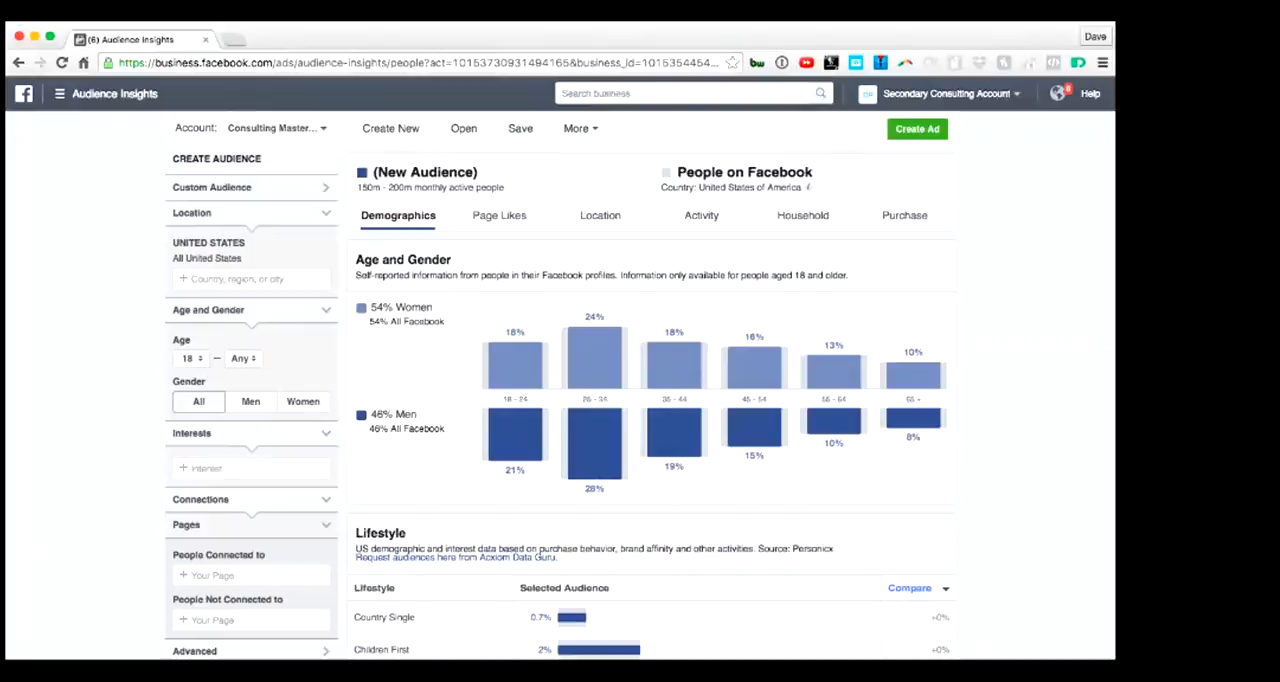 (6) Audience Insights
Dave
https://business.facebook.com/ads/audience-insights/people?act=10153730931494165&business_id=1015354454...
Audience Insights
Search business
Secondary Consulting Account
Help
Account: Consulting Master...
Create New
Open
Save
More
Create Ad
CREATE AUDIENCE
Custom Audience
Location
UNITED STATES
All United States
+ Country, region, or city
Age and Gender
Age
18 — Any
Gender
All Men Women
Interests
+ Interest
Connections
Pages
People Connected to
+ Your Page
People Not Connected to
+ Your Page
Advanced
(New Audience)
150m - 200m monthly active people
People on Facebook
Country: United States of America
Demographics Page Likes Location Activity Household Purchase
Age and Gender
Self-reported information from people in their Facebook profiles. Information only available for people aged 18 and older.
54% Women
54% All Facebook
18% 24% 18% 16% 13% 10%
18 - 24 25 - 34 35 - 44 45 - 54 55 - 64 65 +
46% Men
46% All Facebook
21% 28% 19% 15% 10% 8%
Lifestyle
US demographic and interest data based on purchase behavior, brand affinity and other activities. Source: Personicx
Request audiences here from Acxiom Data Guru.
Lifestyle Selected Audience Compare
Country Single 0.7% +0%
Children First 2% +0%